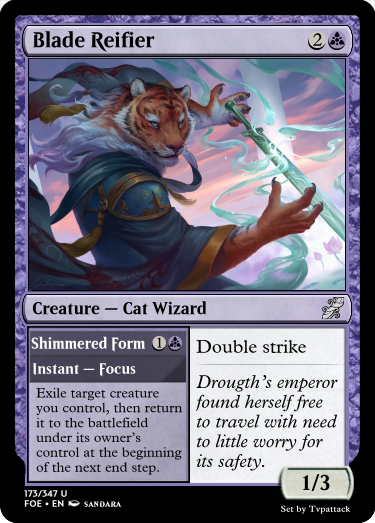 Blade Reifier 2
Creature — Cat Wizard
Shimmered Form 1
Instant — Focus
Exile target creature
you control, then return
it to the battlefield
under its owner's
control at the beginning
of the next end step.
Double strike
Drougth's emperor
found herself free
to travel with need
to little worry for
its safety.
1/3
173/347 U
FOE • EN SANDARA
Set by Tvpattack